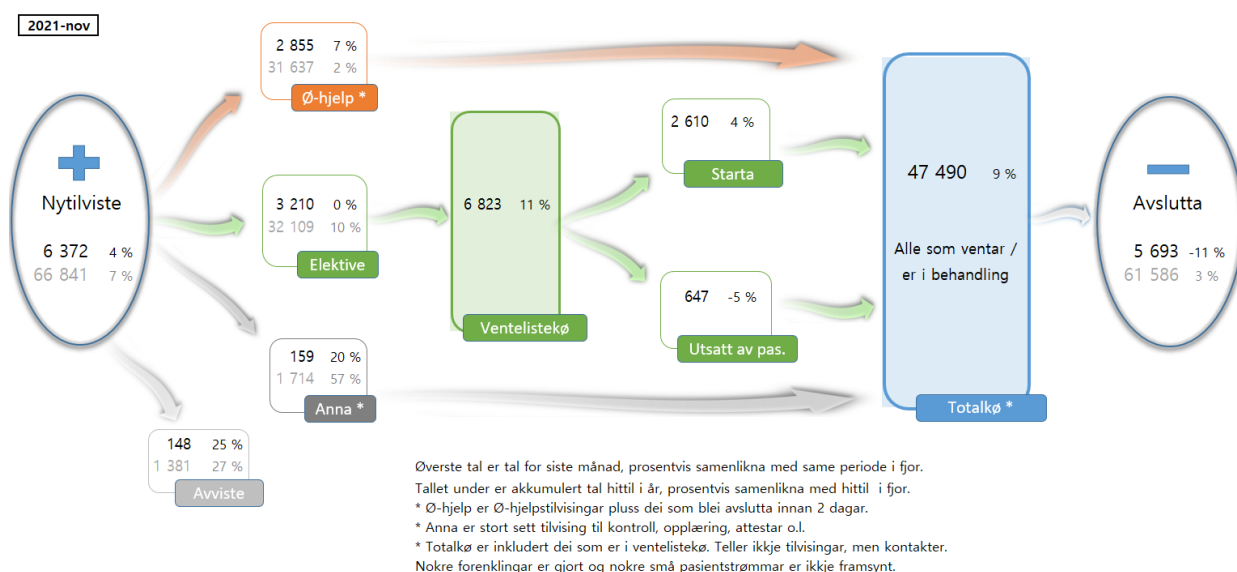 2021-nov
2 855 7 %
31 637 2 %
Ø-hjelp *
Nytilviste
6 372 4 %
66 841 7 %
3 210 0 %
32 109 10 %
Elektive
159 20 %
1 714 57 %
Anna *
148 25 %
1 381 27 %
Avviste
6 823 11 %
Ventelistekø
2 610 4 %
Starta
647 -5 %
Utsatt av pas.
47 490 9 %
Alle som ventar /
er i behandling
Totalkø *
Avslutta
5 693 -11 %
61 586 3 %
Øverste tal er tal for siste månad, prosentvis samenlikna med same periode i fjor.
Tallet under er akkumulert tal hittil i år, prosentvis samenlikna med hittil i fjor.
* Ø-hjelp er Ø-hjelpstilvisingar pluss dei som blei avslutta innan 2 dagar.
* Anna er stort sett tilvising til kontroll, opplæring, attestar o.l.
* Totalkø er inkludert dei som er i ventelistekø. Teller ikkje tilvisingar, men kontakter.
Nokre forenklingar er gjort og nokre små pasientstrømmar er ikkje framsynt.